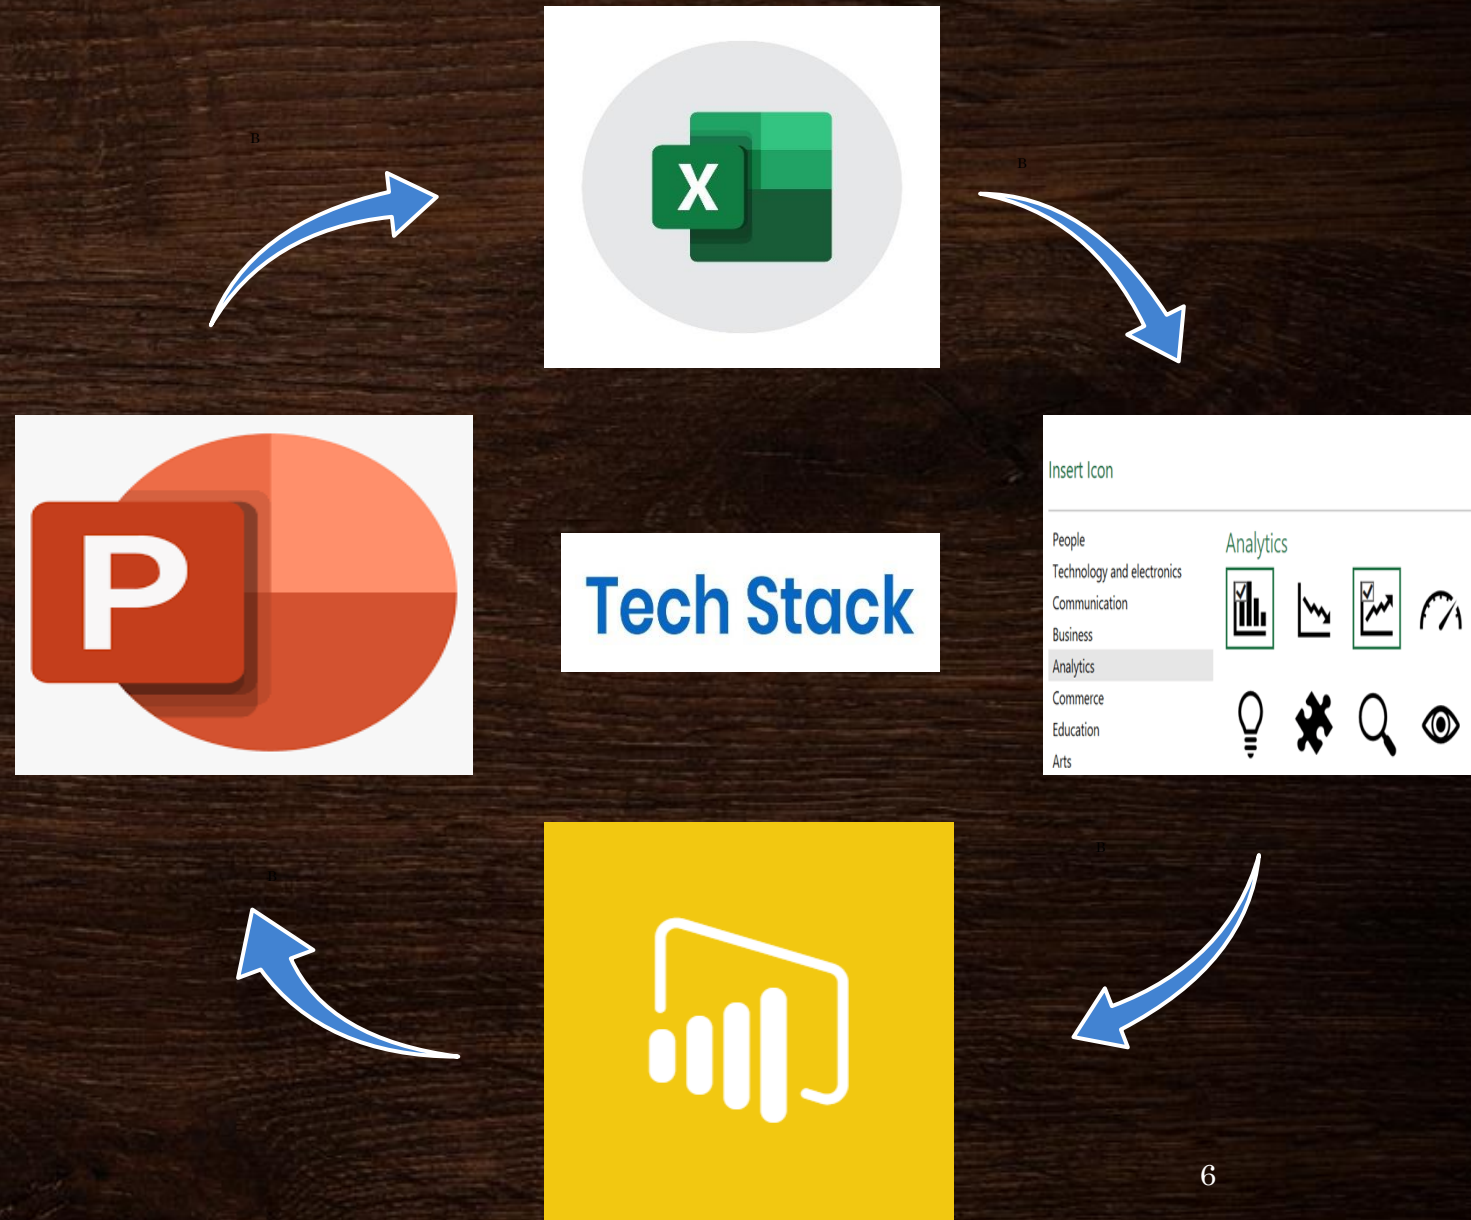 B
X
B
P
Tech Stack
Insert Icon
People
Technology and electronics
Communication
Business
Analytics
Commerce
Education
Arts
Analytics
B
B
6